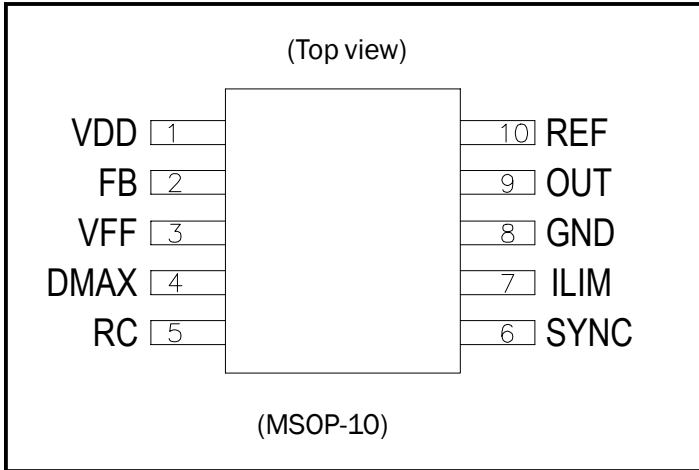 (Top view)
VDD 1 10 REF
FB 2 9 OUT
VFF 3 8 GND
DMAX 4 7 ILIM
RC 5 6 SYNC
(MSOP-10)